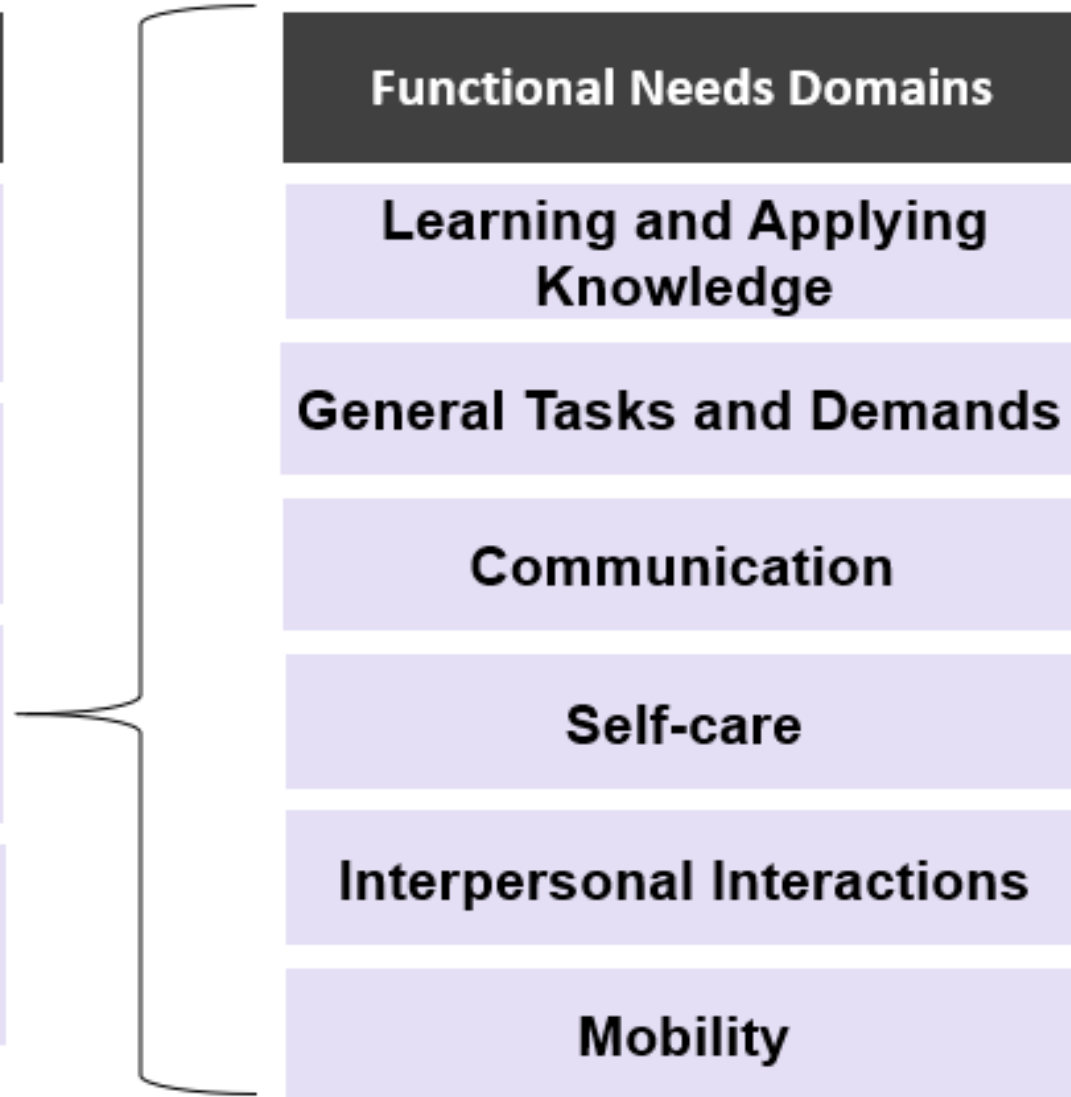 Functional Needs Domains
Learning and Applying
Knowledge
General Tasks and Demands
Communication
Self-care
Interpersonal Interactions
Mobility